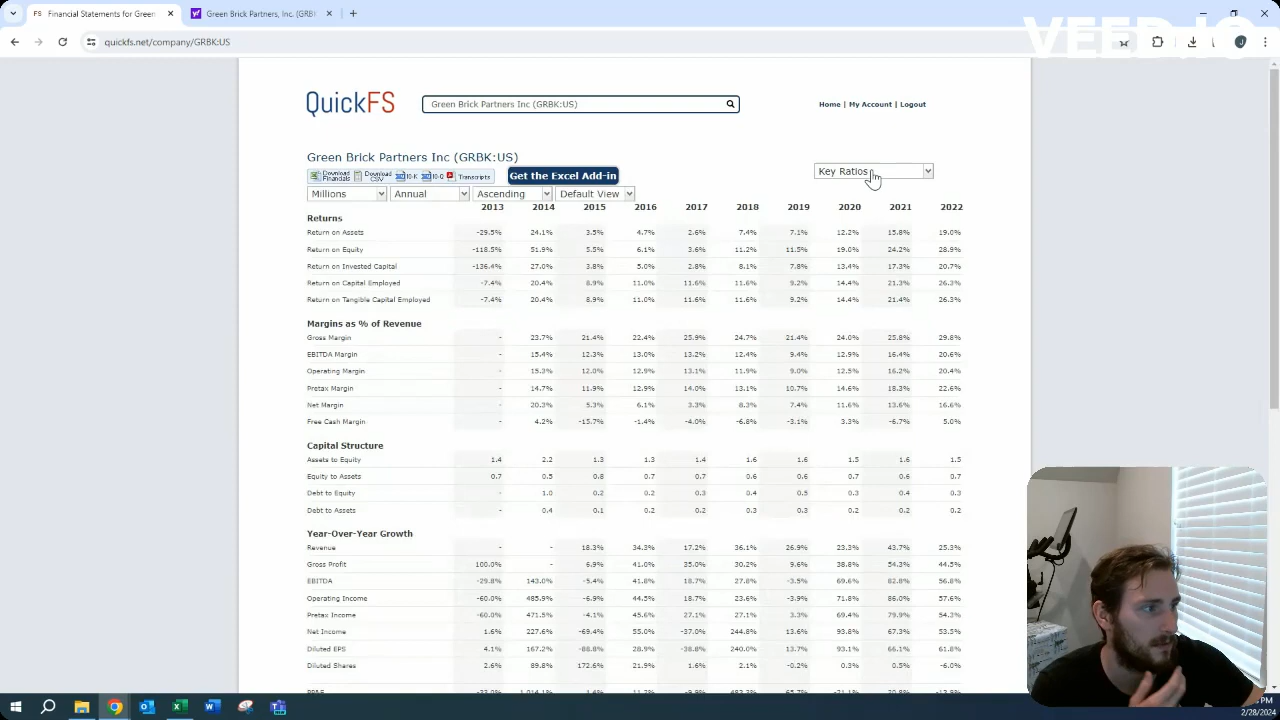 Financial Statements for Green
Green Brick Partners, Inc. (GRBK
quickfs.net/company/GRBK:US
VEED.IO
QuickFS
Green Brick Partners Inc (GRBK:US)
Home | My Account | Logout
Green Brick Partners Inc (GRBK:US)
Key Ratios
Download Financials Download CSV 10-K 10-Q Transcripts Get the Excel Add-in
Millions Annual Ascending Default View
2013 2014 2015 2016 2017 2018 2019 2020 2021 2022
Returns
Return on Assets -29.5% 24.1% 3.5% 4.7% 2.6% 7.4% 7.1% 12.2% 15.8% 19.0%
Return on Equity -118.5% 51.9% 5.5% 6.1% 3.6% 11.2% 11.5% 19.0% 24.2% 28.9%
Return on Invested Capital -136.4% 27.0% 3.8% 5.0% 2.8% 8.1% 7.8% 13.4% 17.3% 20.7%
Return on Capital Employed -7.4% 20.4% 8.9% 11.0% 11.6% 11.6% 9.2% 14.4% 21.3% 26.3%
Return on Tangible Capital Employed -7.4% 20.4% 8.9% 11.0% 11.6% 11.6% 9.2% 14.4% 21.4% 26.3%
Margins as % of Revenue
Gross Margin - 23.7% 21.4% 22.4% 25.9% 24.7% 21.4% 24.0% 25.8% 29.8%
EBITDA Margin - 15.4% 12.3% 13.0% 13.2% 12.4% 9.4% 12.9% 16.4% 20.6%
Operating Margin - 15.3% 12.0% 12.9% 13.1% 11.9% 9.0% 12.5% 16.2% 20.4%
Pretax Margin - 14.7% 11.9% 12.9% 14.0% 13.1% 10.7% 14.6% 18.3% 22.6%
Net Margin - 20.3% 5.3% 6.1% 3.3% 8.3% 7.4% 11.6% 13.6% 16.6%
Free Cash Margin - 4.2% -15.7% -1.4% -4.0% -6.8% -3.1% 3.3% -6.7% 5.0%
Capital Structure
Assets to Equity 1.4 2.2 1.3 1.3 1.4 1.6 1.6 1.5 1.6 1.5
Equity to Assets 0.7 0.5 0.8 0.7 0.7 0.6 0.6 0.7 0.6 0.7
Debt to Equity - 1.0 0.2 0.2 0.3 0.4 0.5 0.3 0.4 0.3
Debt to Assets - 0.4 0.1 0.2 0.2 0.3 0.3 0.2 0.2 0.2
Year-Over-Year Growth
Revenue - - 18.3% 34.3% 17.2% 36.1% 26.9% 23.3% 43.7% 25.3%
Gross Profit 100.0% - 6.9% 41.0% 35.0% 30.2% 9.6% 38.8% 54.3% 44.5%
EBITDA -29.8% 143.0% -5.4% 41.8% 18.7% 27.8% -3.5% 69.6% 82.8% 56.8%
Operating Income -60.0% 485.9% -6.9% 44.5% 18.7% 23.6% -3.9% 71.8% 86.0% 57.6%
Pretax Income -60.0% 471.5% -4.1% 45.6% 27.1% 27.1% 3.3% 69.4% 79.9% 54.3%
Net Income 1.6% 227.6% -69.4% 55.0% -37.0% 244.8% 13.6% 93.8% 67.3% 53.5%
Diluted EPS 4.1% 167.2% -88.8% 28.9% -38.8% 240.0% 13.7% 93.1% 66.1% 61.8%
Diluted Shares 2.6% 89.8% 172.6% 21.9% 1.6% 2.1% -0.2% 0.3% 0.5% -6.0%
PM
2/28/2024